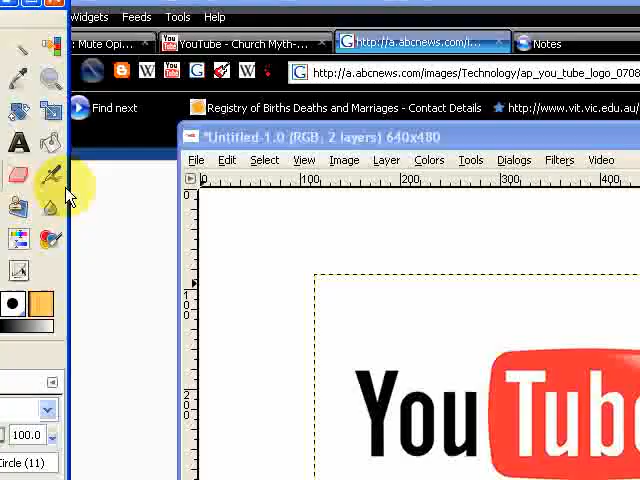 Widgets Feeds Tools Help
: Mute Opi... YouTube - Church Myth-... http://a.abcnews.com/i... Notes
http://a.abcnews.com/images/Technology/ap_you_tube_logo_0708
Find next Registry of Births Deaths and Marriages - Contact Details http://www.vit.vic.edu.au/
*Untitled-1.0 (RGB, 2 layers) 640x480
File Edit Select View Image Layer Colors Tools Dialogs Filters Video
0 100 200 300 400
100
200
YouTube
100.0
Circle (11)